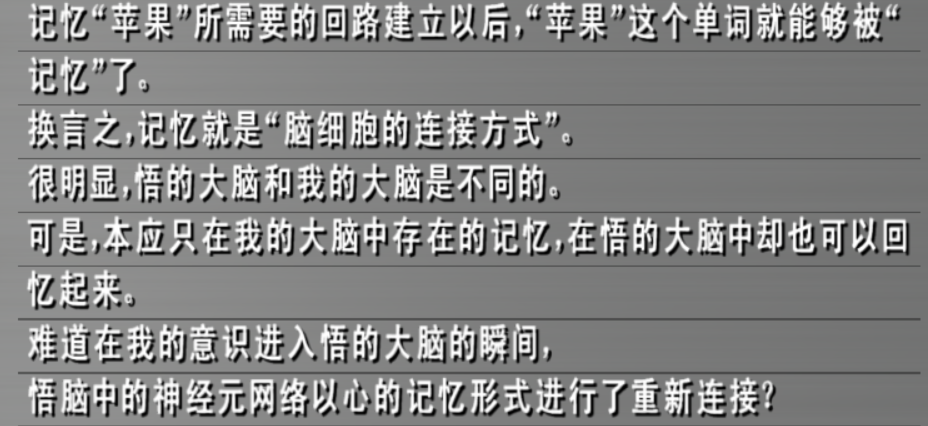 记忆“苹果”所需要的回路建立以后,“苹果”这个单词就能够被“
记忆”了。
换言之,记忆就是“脑细胞的连接方式”。
很明显,悟的大脑和我的大脑是不同的。
可是,本应只在我的大脑中存在的记忆,在悟的大脑中却也可以回
忆起来。
难道在我的意识进入悟的大脑的瞬间,
悟脑中的神经元网络以心的记忆形式进行了重新连接?